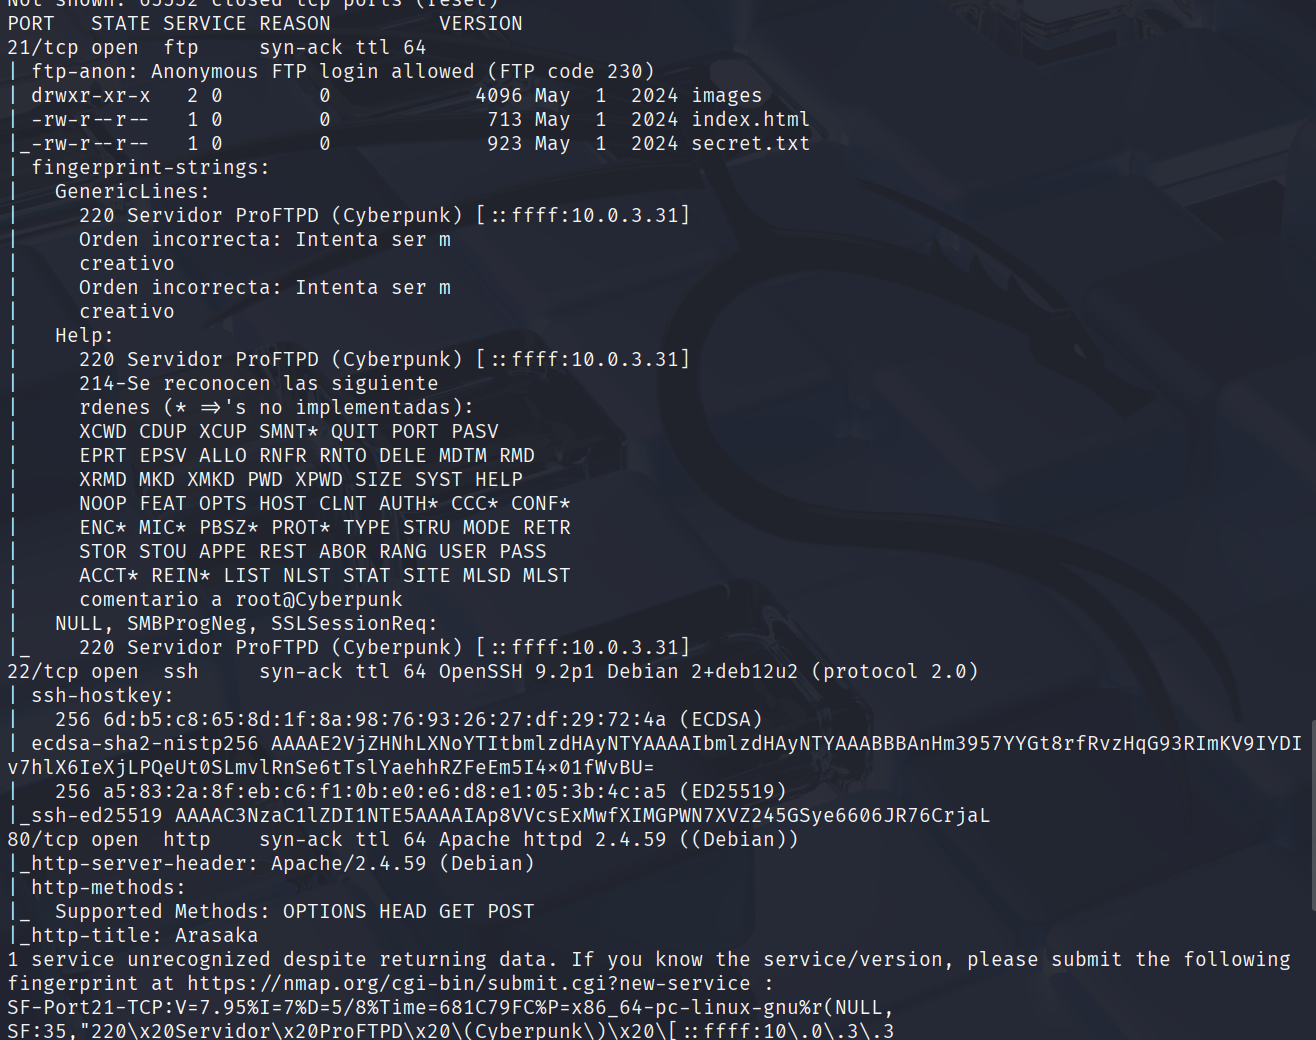 Not shown: 65532 closed tcp ports (reset)
PORT   STATE SERVICE REASON         VERSION
21/tcp open  ftp     syn-ack ttl 64
| ftp-anon: Anonymous FTP login allowed (FTP code 230)
| drwxr-xr-x   2 0        0            4096 May  1  2024 images
| -rw-r--r--   1 0        0             713 May  1  2024 index.html
|_-rw-r--r--   1 0        0             923 May  1  2024 secret.txt
| fingerprint-strings:
|   GenericLines:
|     220 Servidor ProFTPD (Cyberpunk) [::ffff:10.0.3.31]
|     Orden incorrecta: Intenta ser m
|     creativo
|     Orden incorrecta: Intenta ser m
|     creativo
|   Help:
|     220 Servidor ProFTPD (Cyberpunk) [::ffff:10.0.3.31]
|     214-Se reconocen las siguiente
|     rdenes (* =>'s no implementadas):
|     XCWD CDUP XCUP SMNT* QUIT PORT PASV
|     EPRT EPSV ALLO RNFR RNTO DELE MDTM RMD
|     XRMD MKD XMKD PWD XPWD SIZE SYST HELP
|     NOOP FEAT OPTS HOST CLNT AUTH* CCC* CONF*
|     ENC* MIC* PBSZ* PROT* TYPE STRU MODE RETR
|     STOR STOU APPE REST ABOR RANG USER PASS
|     ACCT* REIN* LIST NLST STAT SITE MLSD MLST
|     comentario a root@Cyberpunk
|   NULL, SMBProgNeg, SSLSessionReq:
|_    220 Servidor ProFTPD (Cyberpunk) [::ffff:10.0.3.31]
22/tcp open  ssh     syn-ack ttl 64 OpenSSH 9.2p1 Debian 2+deb12u2 (protocol 2.0)
| ssh-hostkey:
|   256 6d:b5:c8:65:8d:1f:8a:98:76:93:26:27:df:29:72:4a (ECDSA)
| ecdsa-sha2-nistp256 AAAAE2VjZHNhLXNoYTItbmlzdHAyNTYAAAAIbmlzdHAyNTYAAABBBAnHm3957YYGt8rfRvzHqG93RImKV9IYDI
v7hlX6IeXjLPQeUt0SLmvlRnSe6tTslYaehhRZFeEm5I4x01fWvBU=
|   256 a5:83:2a:8f:eb:c6:f1:0b:e0:e6:d8:e1:05:3b:4c:a5 (ED25519)
|_ssh-ed25519 AAAAC3NzaC1lZDI1NTE5AAAAIAp8VVcsExMwfXIMGPWN7XVZ245GSye6606JR76CrjaL
80/tcp open  http    syn-ack ttl 64 Apache httpd 2.4.59 ((Debian))
|_http-server-header: Apache/2.4.59 (Debian)
| http-methods:
|_  Supported Methods: OPTIONS HEAD GET POST
|_http-title: Arasaka
1 service unrecognized despite returning data. If you know the service/version, please submit the following
fingerprint at https://nmap.org/cgi-bin/submit.cgi?new-service :
SF-Port21-TCP:V=7.95%I=7%D=5/8%Time=681C79FC%P=x86_64-pc-linux-gnu%r(NULL,
SF:35,"220\x20Servidor\x20ProFTPD\x20\(Cyberpunk\)\x20\[::ffff:10\.0\.3\.3